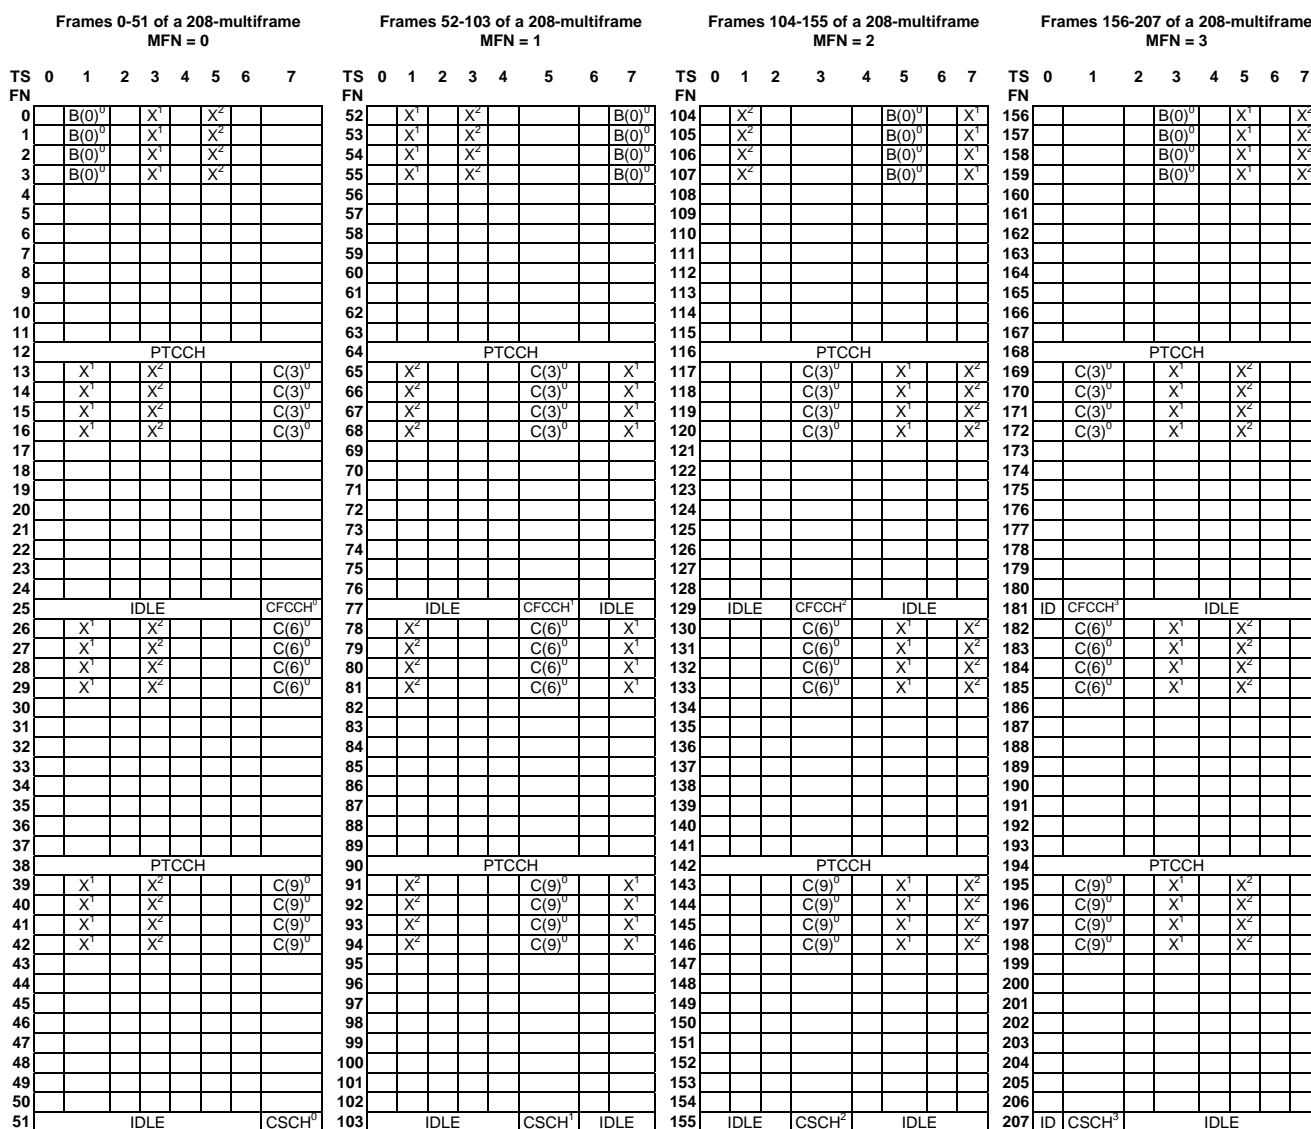 Frames 0-51 of a 208-multiframe Frames 52-103 of a 208-multiframe Frames 104-155 of a 208-multiframe Frames 156-207 of a 208-multiframe
MFN = 0 MFN = 1 MFN = 2 MFN = 3
TS 0 1 2 3 4 5 6 7 TS 0 1 2 3 4 5 6 7 TS 0 1 2 3 4 5 6 7 TS 0 1 2 3 4 5 6 7
FN FN FN FN
0 B(0)⁰ X¹ X² 52 X¹ X² B(0)⁰ 104 X² B(0)⁰ X¹ 156 B(0)⁰ X¹ X²
1 B(0)⁰ X¹ X² 53 X¹ X² B(0)⁰ 105 X² B(0)⁰ X¹ 157 B(0)⁰ X¹ X²
2 B(0)⁰ X¹ X² 54 X¹ X² B(0)⁰ 106 X² B(0)⁰ X¹ 158 B(0)⁰ X¹ X²
3 B(0)⁰ X¹ X² 55 X¹ X² B(0)⁰ 107 X² B(0)⁰ X¹ 159 B(0)⁰ X¹ X²
4 56 108 160
5 57 109 161
6 58 110 162
7 59 111 163
8 60 112 164
9 61 113 165
10 62 114 166
11 63 115 167
12 PTCCH 64 PTCCH 116 PTCCH 168 PTCCH
13 X¹ X² C(3)⁰ 65 X² C(3)⁰ X¹ 117 C(3)⁰ X¹ X² 169 C(3)⁰ X¹ X²
14 X¹ X² C(3)⁰ 66 X² C(3)⁰ X¹ 118 C(3)⁰ X¹ X² 170 C(3)⁰ X¹ X²
15 X¹ X² C(3)⁰ 67 X² C(3)⁰ X¹ 119 C(3)⁰ X¹ X² 171 C(3)⁰ X¹ X²
16 X¹ X² C(3)⁰ 68 X² C(3)⁰ X¹ 120 C(3)⁰ X¹ X² 172 C(3)⁰ X¹ X²
17 69 121 173
18 70 122 174
19 71 123 175
20 72 124 176
21 73 125 177
22 74 126 178
23 75 127 179
24 76 128 180
25 IDLE CFCCH⁰ 77 IDLE CFCCH¹ IDLE 129 IDLE CFCCH² IDLE 181 ID CFCCH³ IDLE
26 X¹ X² C(6)⁰ 78 X² C(6)⁰ X¹ 130 C(6)⁰ X¹ X² 182 C(6)⁰ X¹ X²
27 X¹ X² C(6)⁰ 79 X² C(6)⁰ X¹ 131 C(6)⁰ X¹ X² 183 C(6)⁰ X¹ X²
28 X¹ X² C(6)⁰ 80 X² C(6)⁰ X¹ 132 C(6)⁰ X¹ X² 184 C(6)⁰ X¹ X²
29 X¹ X² C(6)⁰ 81 X² C(6)⁰ X¹ 133 C(6)⁰ X¹ X² 185 C(6)⁰ X¹ X²
30 82 134 186
31 83 135 187
32 84 136 188
33 85 137 189
34 86 138 190
35 87 139 191
36 88 140 192
37 89 141 193
38 PTCCH 90 PTCCH 142 PTCCH 194 PTCCH
39 X¹ X² C(9)⁰ 91 X² C(9)⁰ X¹ 143 C(9)⁰ X¹ X² 195 C(9)⁰ X¹ X²
40 X¹ X² C(9)⁰ 92 X² C(9)⁰ X¹ 144 C(9)⁰ X¹ X² 196 C(9)⁰ X¹ X²
41 X¹ X² C(9)⁰ 93 X² C(9)⁰ X¹ 145 C(9)⁰ X¹ X² 197 C(9)⁰ X¹ X²
42 X¹ X² C(9)⁰ 94 X² C(9)⁰ X¹ 146 C(9)⁰ X¹ X² 198 C(9)⁰ X¹ X²
43 95 147 199
44 96 148 200
45 97 149 201
46 98 150 202
47 99 151 203
48 100 152 204
49 101 153 205
50 102 154 206
51 IDLE CSCH⁰ 103 IDLE CSCH¹ IDLE 155 IDLE CSCH² IDLE 207 ID CSCH³ IDLE